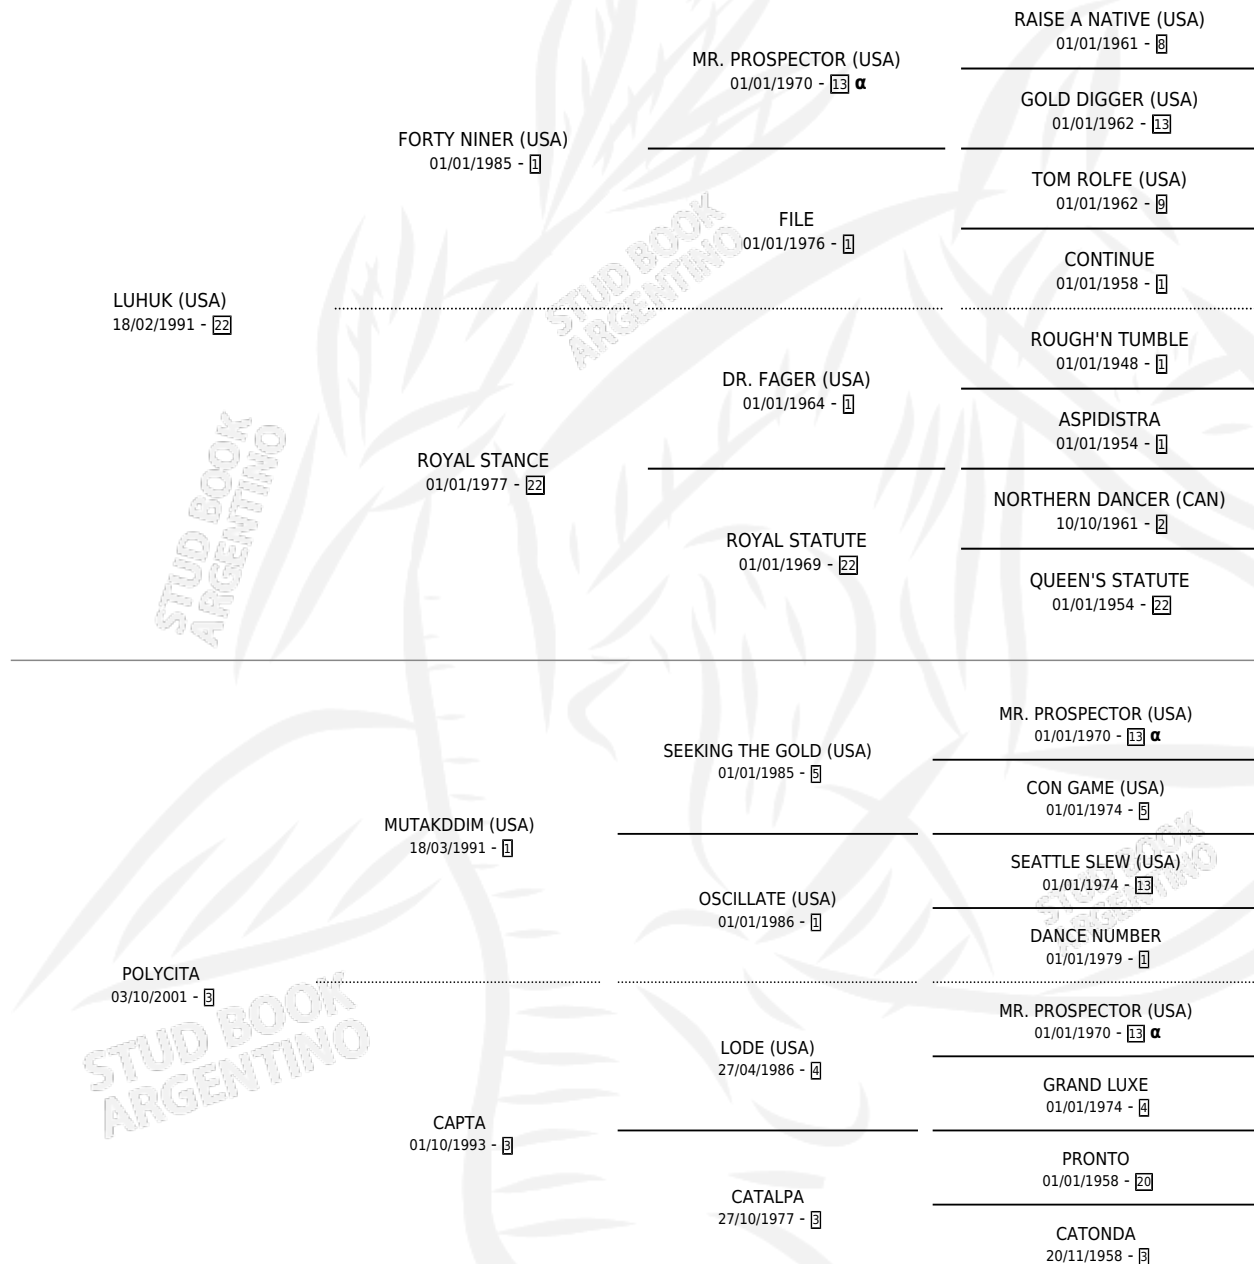 RAISE A NATIVE (USA)
01/01/1961 - 8
MR. PROSPECTOR (USA)
01/01/1970 - 13 α
GOLD DIGGER (USA)
01/01/1962 - 13
FORTY NINER (USA)
01/01/1985 - 1
TOM ROLFE (USA)
01/01/1962 - 9
FILE
01/01/1976 - 1
CONTINUE
01/01/1958 - 1
LUHUK (USA)
18/02/1991 - 22
ROUGH'N TUMBLE
01/01/1948 - 1
DR. FAGER (USA)
01/01/1964 - 1
ASPIDISTRA
01/01/1954 - 1
ROYAL STANCE
01/01/1977 - 22
NORTHERN DANCER (CAN)
10/10/1961 - 2
ROYAL STATUTE
01/01/1969 - 22
QUEEN'S STATUTE
01/01/1954 - 22
MR. PROSPECTOR (USA)
01/01/1970 - 13 α
SEEKING THE GOLD (USA)
01/01/1985 - 5
CON GAME (USA)
01/01/1974 - 5
MUTAKDDIM (USA)
18/03/1991 - 1
SEATTLE SLEW (USA)
01/01/1974 - 13
OSCILLATE (USA)
01/01/1986 - 1
DANCE NUMBER
01/01/1979 - 1
POLYCITA
03/10/2001 - 3
MR. PROSPECTOR (USA)
01/01/1970 - 13 α
LODE (USA)
27/04/1986 - 4
GRAND LUXE
01/01/1974 - 4
CAPTA
01/10/1993 - 3
PRONTO
01/01/1958 - 20
CATALPA
27/10/1977 - 3
CATONDA
20/11/1958 - 3
STUD BOOK
ARGENTINO
STUD BOOK
ARGENTINO
STUD BOOK
ARGENTINO
STUD BOOK
ARGENTINO